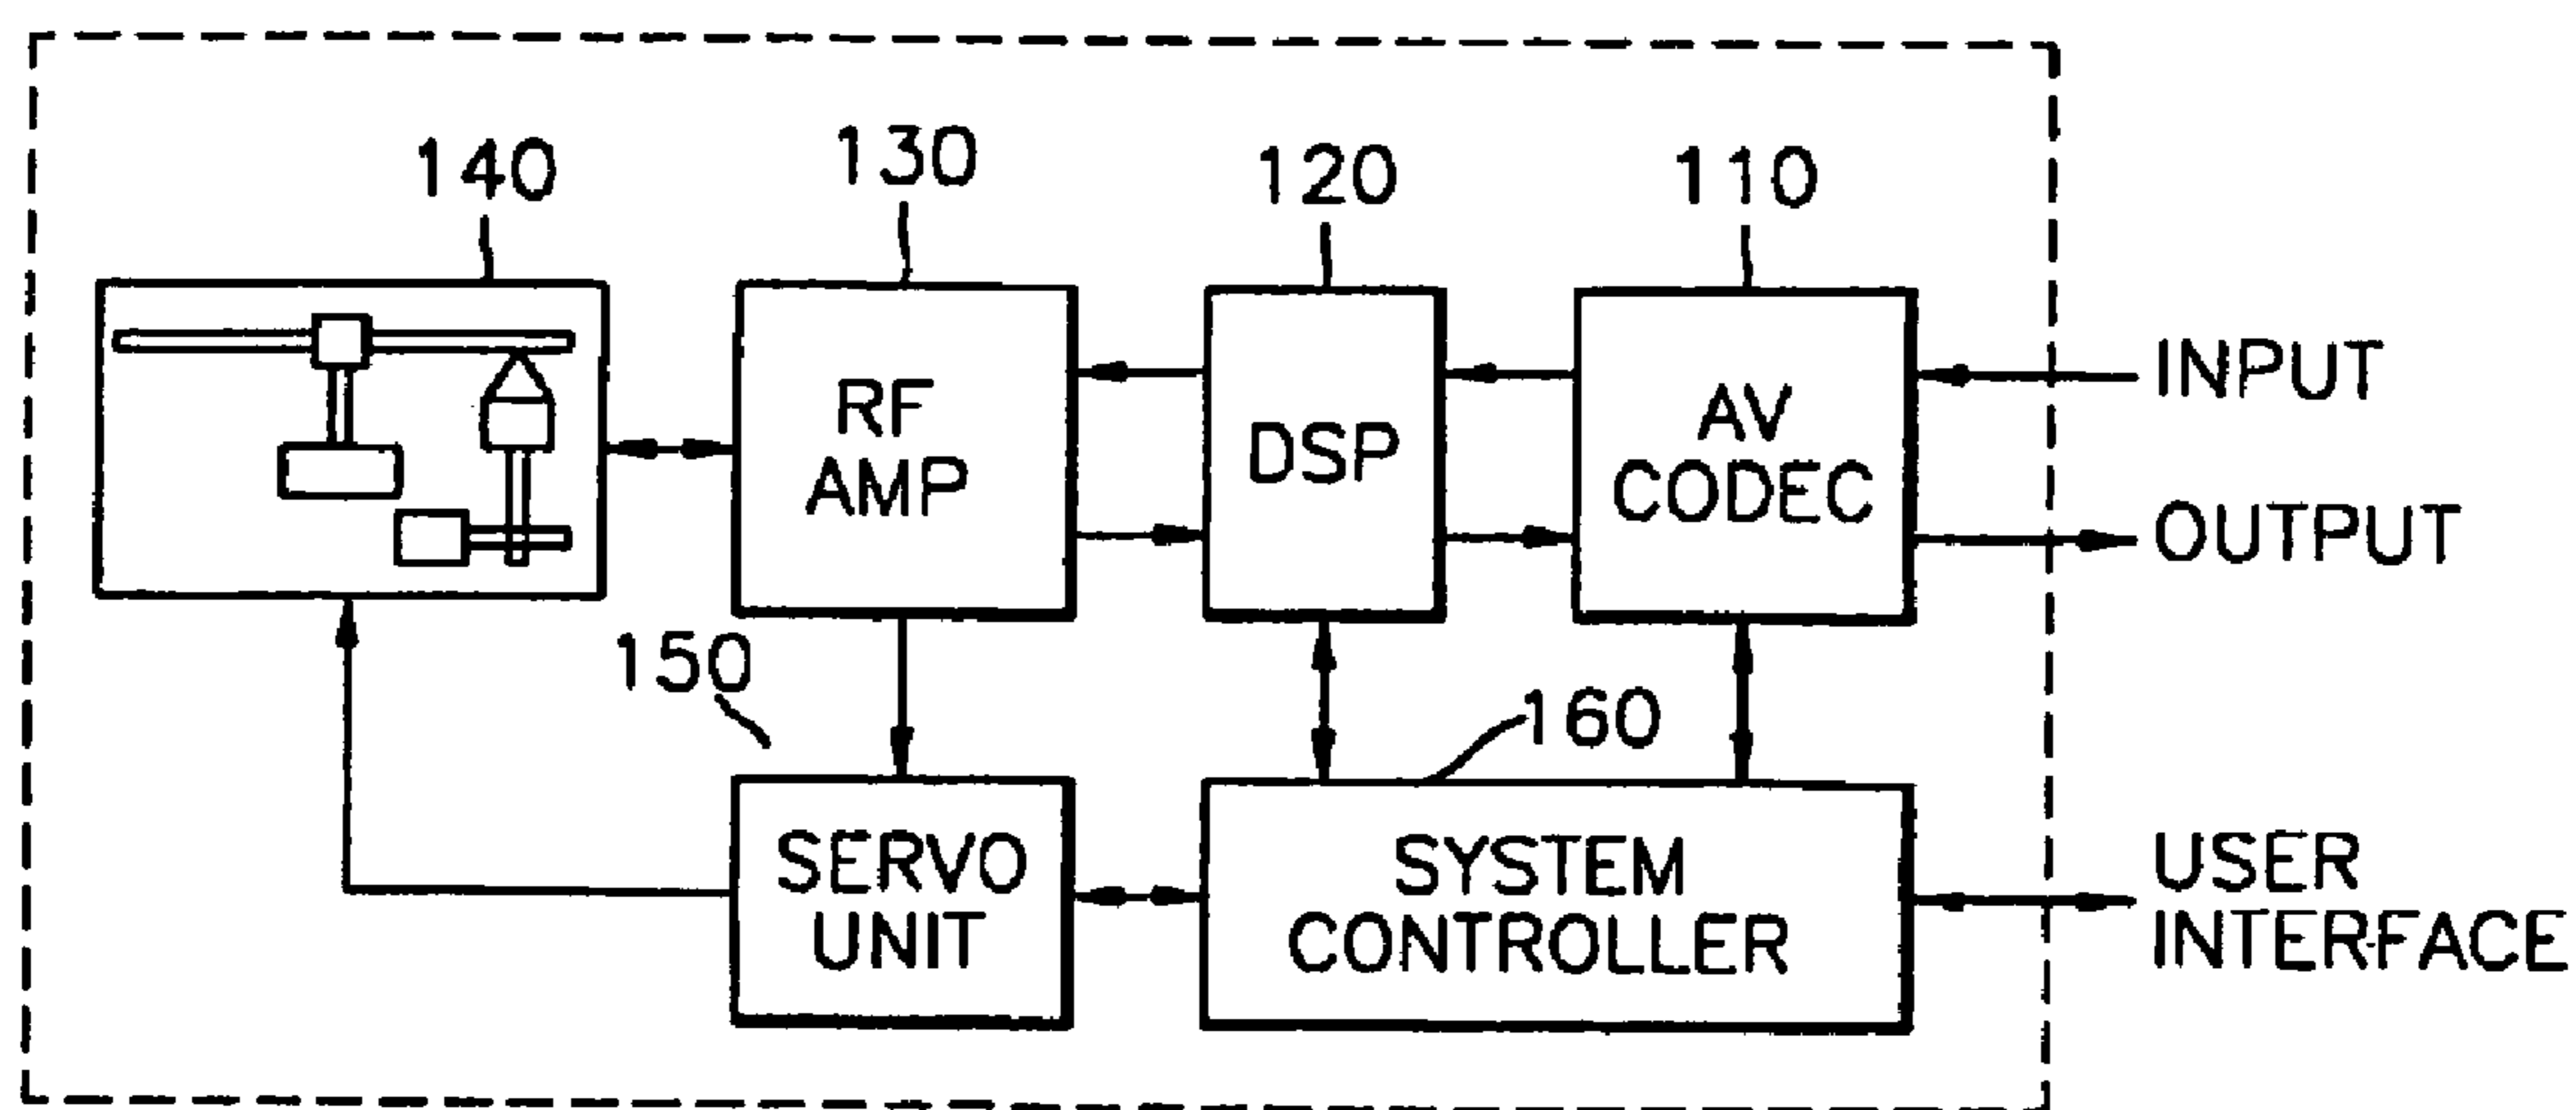 140
130
120
110
RF
AMP
DSP
AV
CODEC
INPUT
OUTPUT
150
160
SERVO
UNIT
SYSTEM
CONTROLLER
USER
INTERFACE